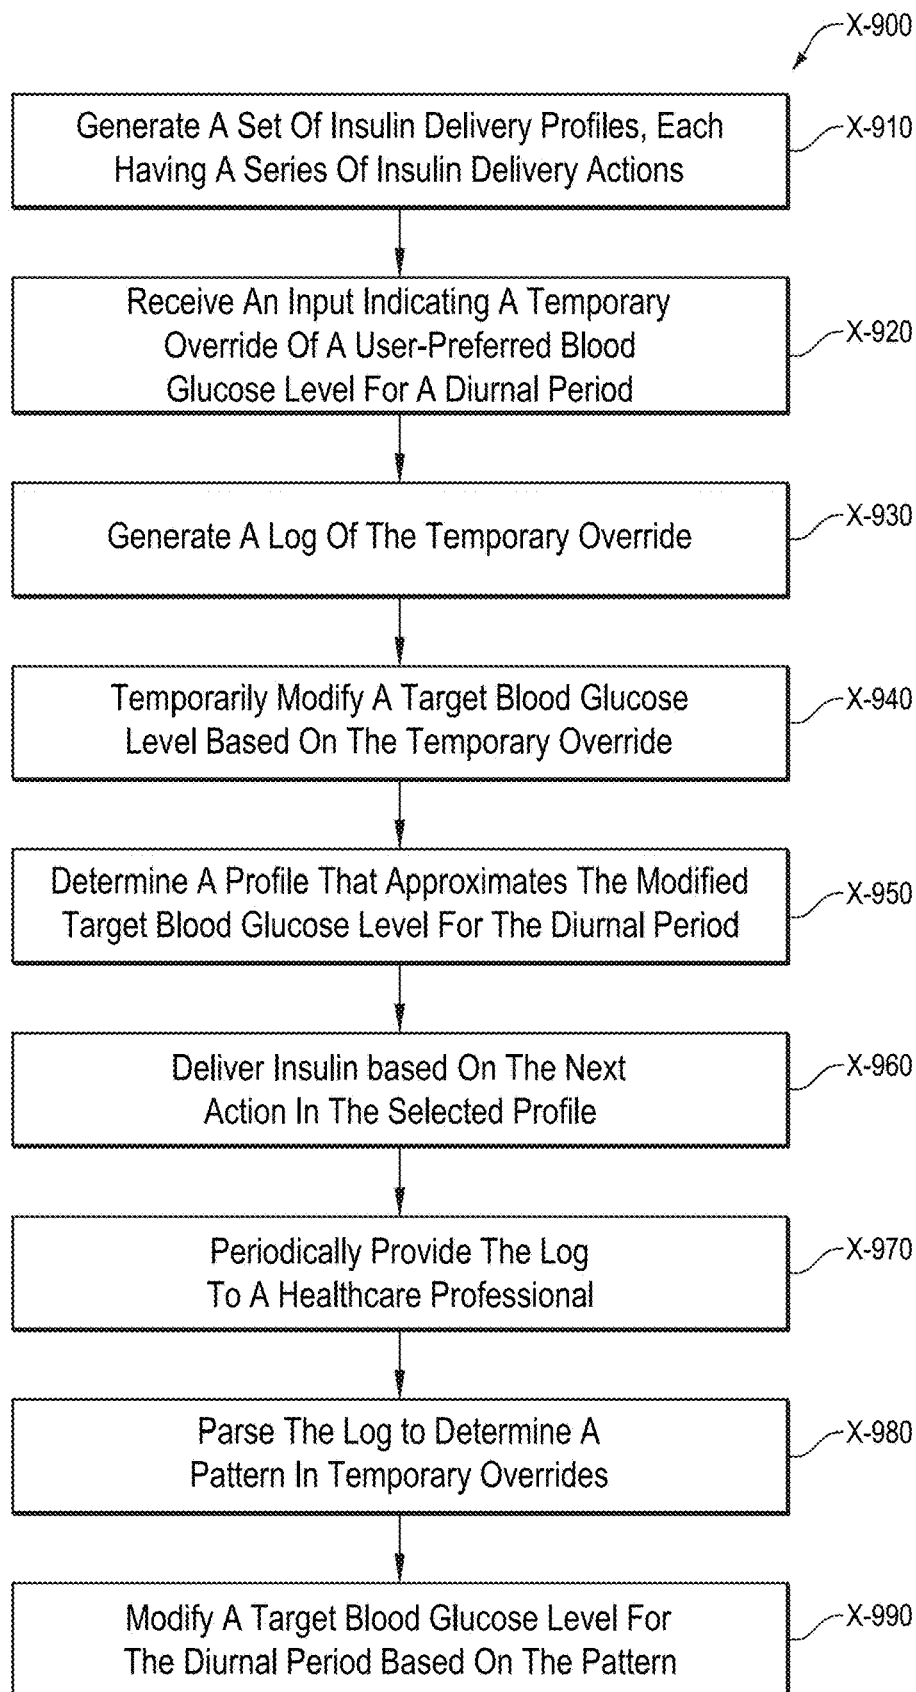 X-900
Generate A Set Of Insulin Delivery Profiles, Each
Having A Series Of Insulin Delivery Actions
X-910
Receive An Input Indicating A Temporary
Override Of A User-Preferred Blood
Glucose Level For A Diurnal Period
X-920
Generate A Log Of The Temporary Override
X-930
Temporarily Modify A Target Blood Glucose
Level Based On The Temporary Override
X-940
Determine A Profile That Approximates The Modified
Target Blood Glucose Level For The Diurnal Period
X-950
Deliver Insulin based On The Next
Action In The Selected Profile
X-960
Periodically Provide The Log
To A Healthcare Professional
X-970
Parse The Log to Determine A
Pattern In Temporary Overrides
X-980
Modify A Target Blood Glucose Level For
The Diurnal Period Based On The Pattern
X-990